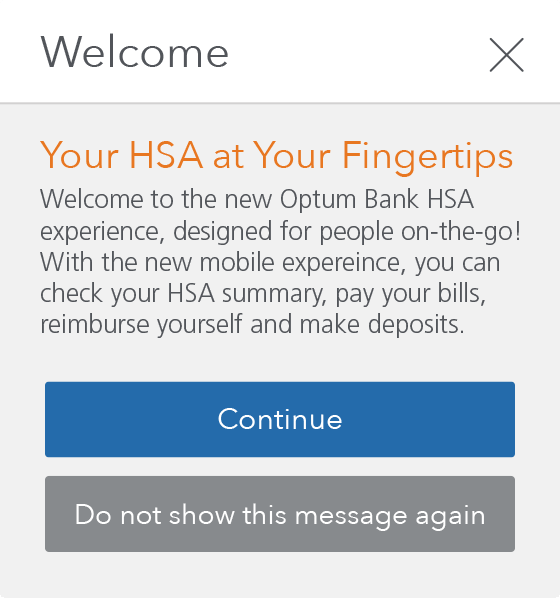 Welcome
Your HSA at Your Fingertips
Welcome to the new Optum Bank HSA
experience, designed for people on-the-go!
With the new mobile expereince, you can
check your HSA summary, pay your bills,
reimburse yourself and make deposits.
Continue
Do not show this message again